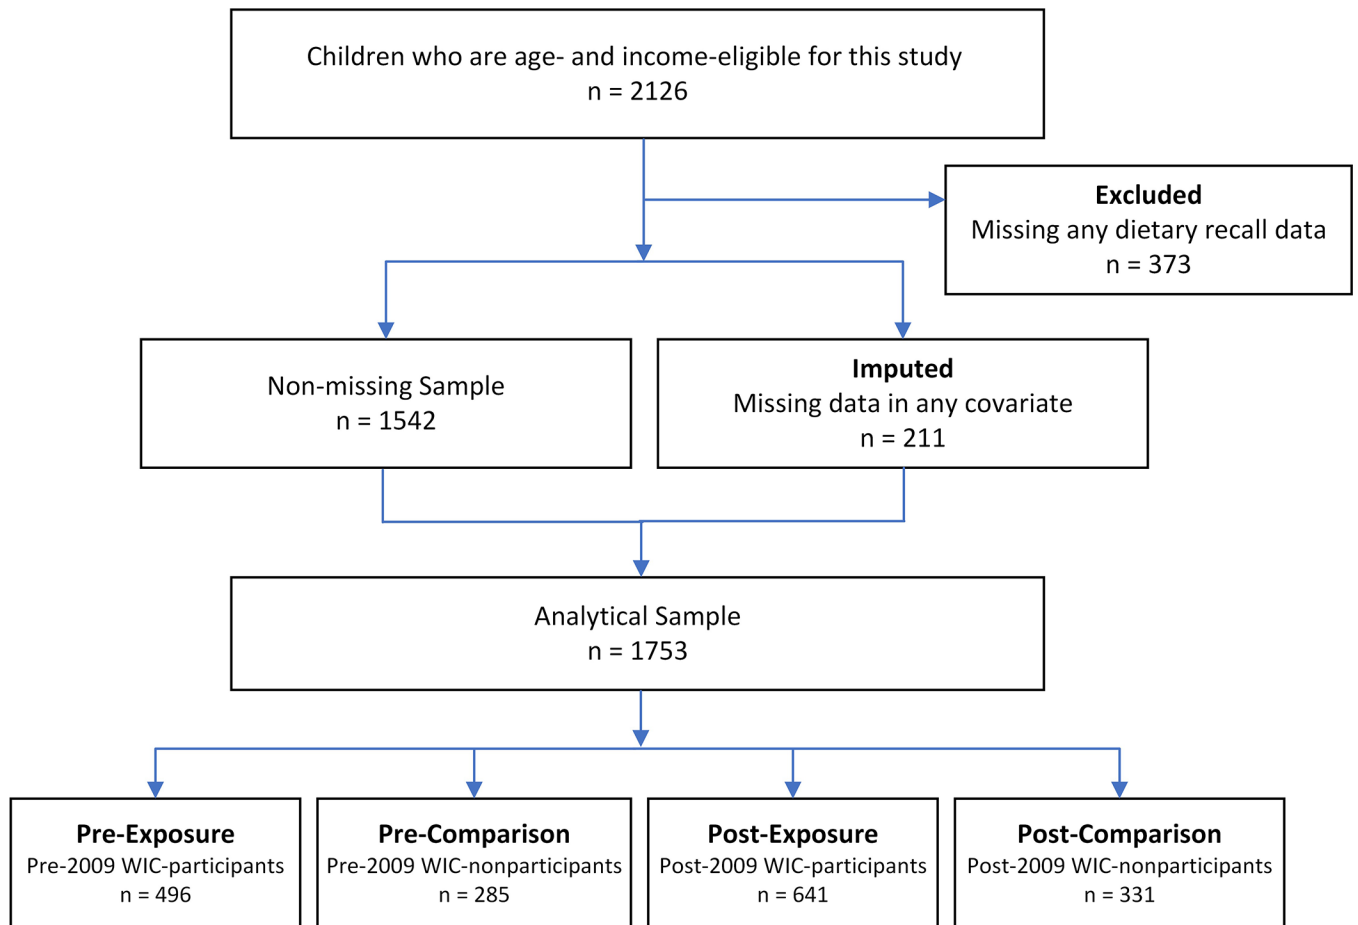 Children who are age- and income-eligible for this study
n = 2126
Excluded
Missing any dietary recall data
n = 373
Non-missing Sample
n = 1542
Imputed
Missing data in any covariate
n = 211
Analytical Sample
n = 1753
Pre-Exposure
Pre-2009 WIC-participants
n = 496
Pre-Comparison
Pre-2009 WIC-nonparticipants
n = 285
Post-Exposure
Post-2009 WIC-participants
n = 641
Post-Comparison
Post-2009 WIC-nonparticipants
n = 331